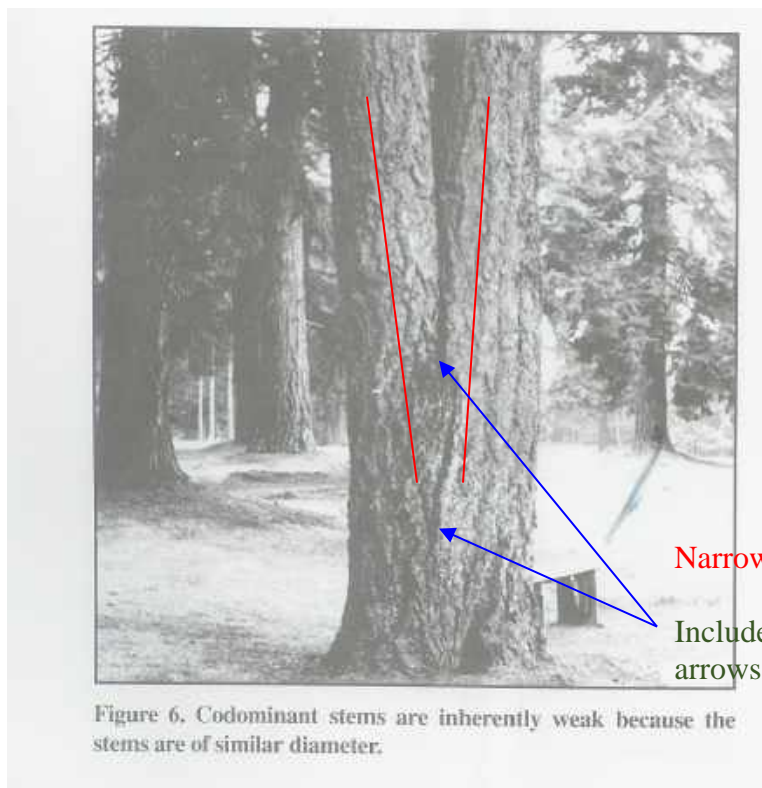 Narrow
Include
arrows
Figure 6. Codominant stems are inherently weak because the
stems are of similar diameter.